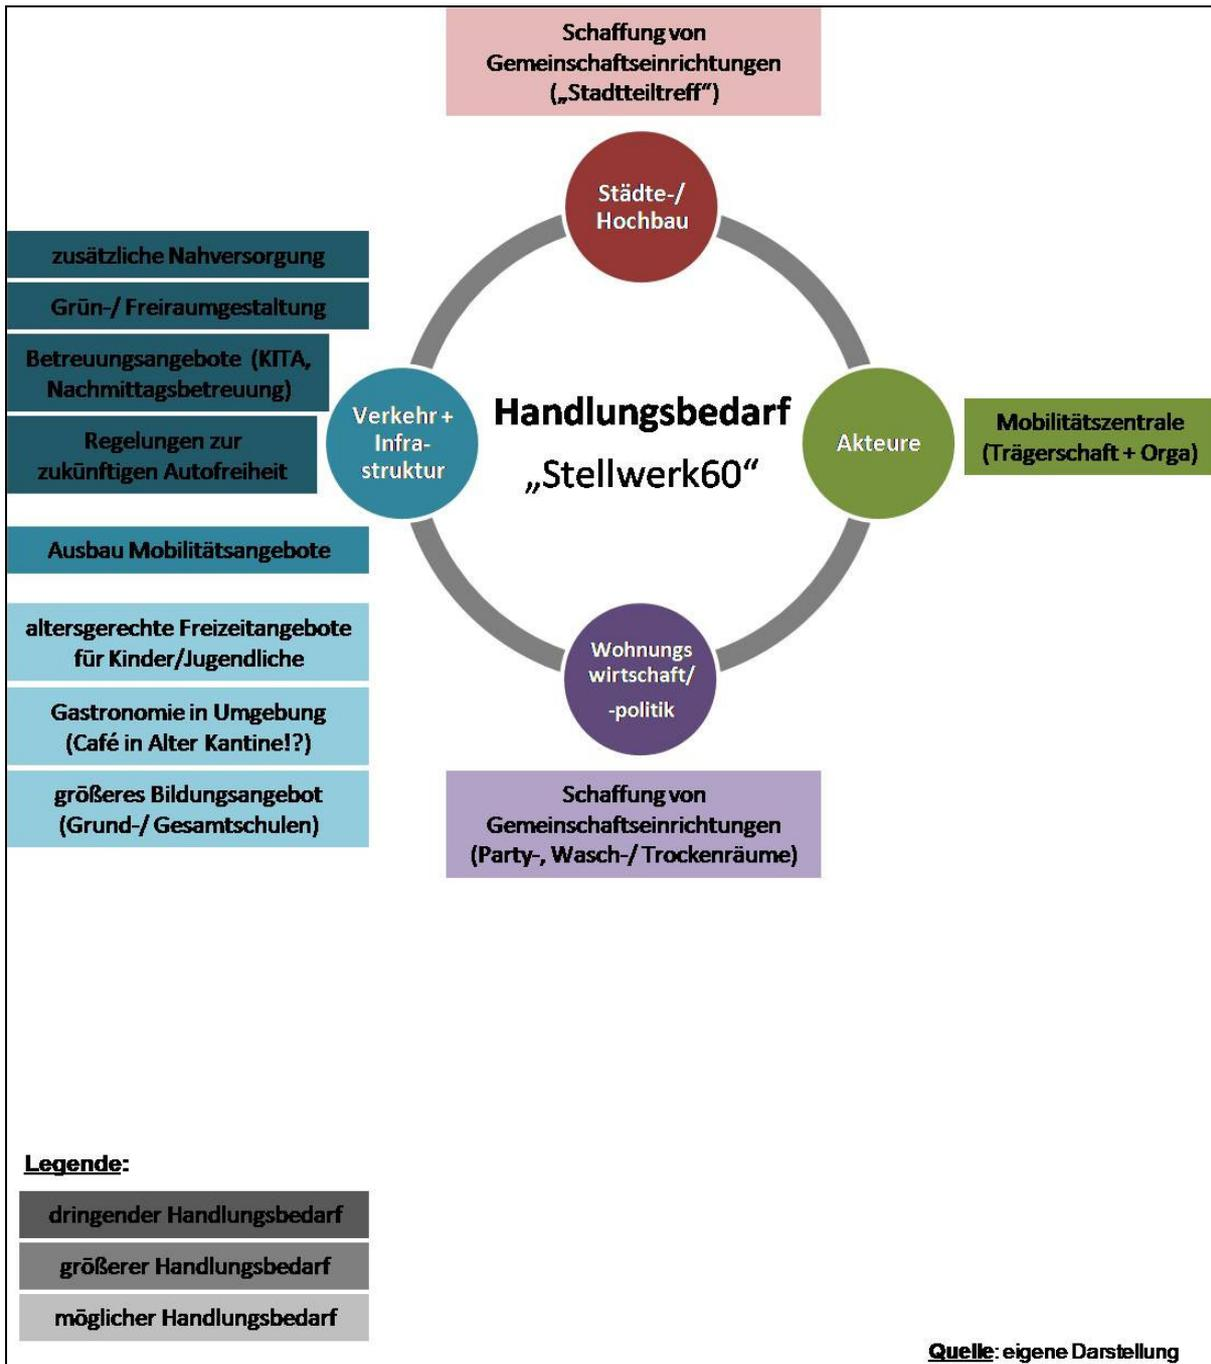 Schaffung von
Gemeinschaftseinrichtungen
(„Stadtteiltreff“)
Städte-/
Hochbau
zusätzliche Nahversorgung
Grün-/ Freiraumgestaltung
Betreuungsangebote (KITA,
Nachmittagsbetreuung)
Regelungen zur
zukünftigen Autofreiheit
Verkehr +
Infra-
struktur
Handlungsbedarf
„Stellwerk60“
Akteure
Mobilitätszentrale
(Trägerschaft + Orga)
Ausbau Mobilitätsangebote
altersgerechte Freizeitangebote
für Kinder/Jugendliche
Gastronomie in Umgebung
(Café in Alter Kantine!?)
größeres Bildungsangebot
(Grund-/ Gesamtschulen)
Wohnungs
wirtschaft/
-politik
Schaffung von
Gemeinschaftseinrichtungen
(Party-, Wasch-/ Trockenräume)
Legende:
dringender Handlungsbedarf
größerer Handlungsbedarf
möglicher Handlungsbedarf
Quelle: eigene Darstellung